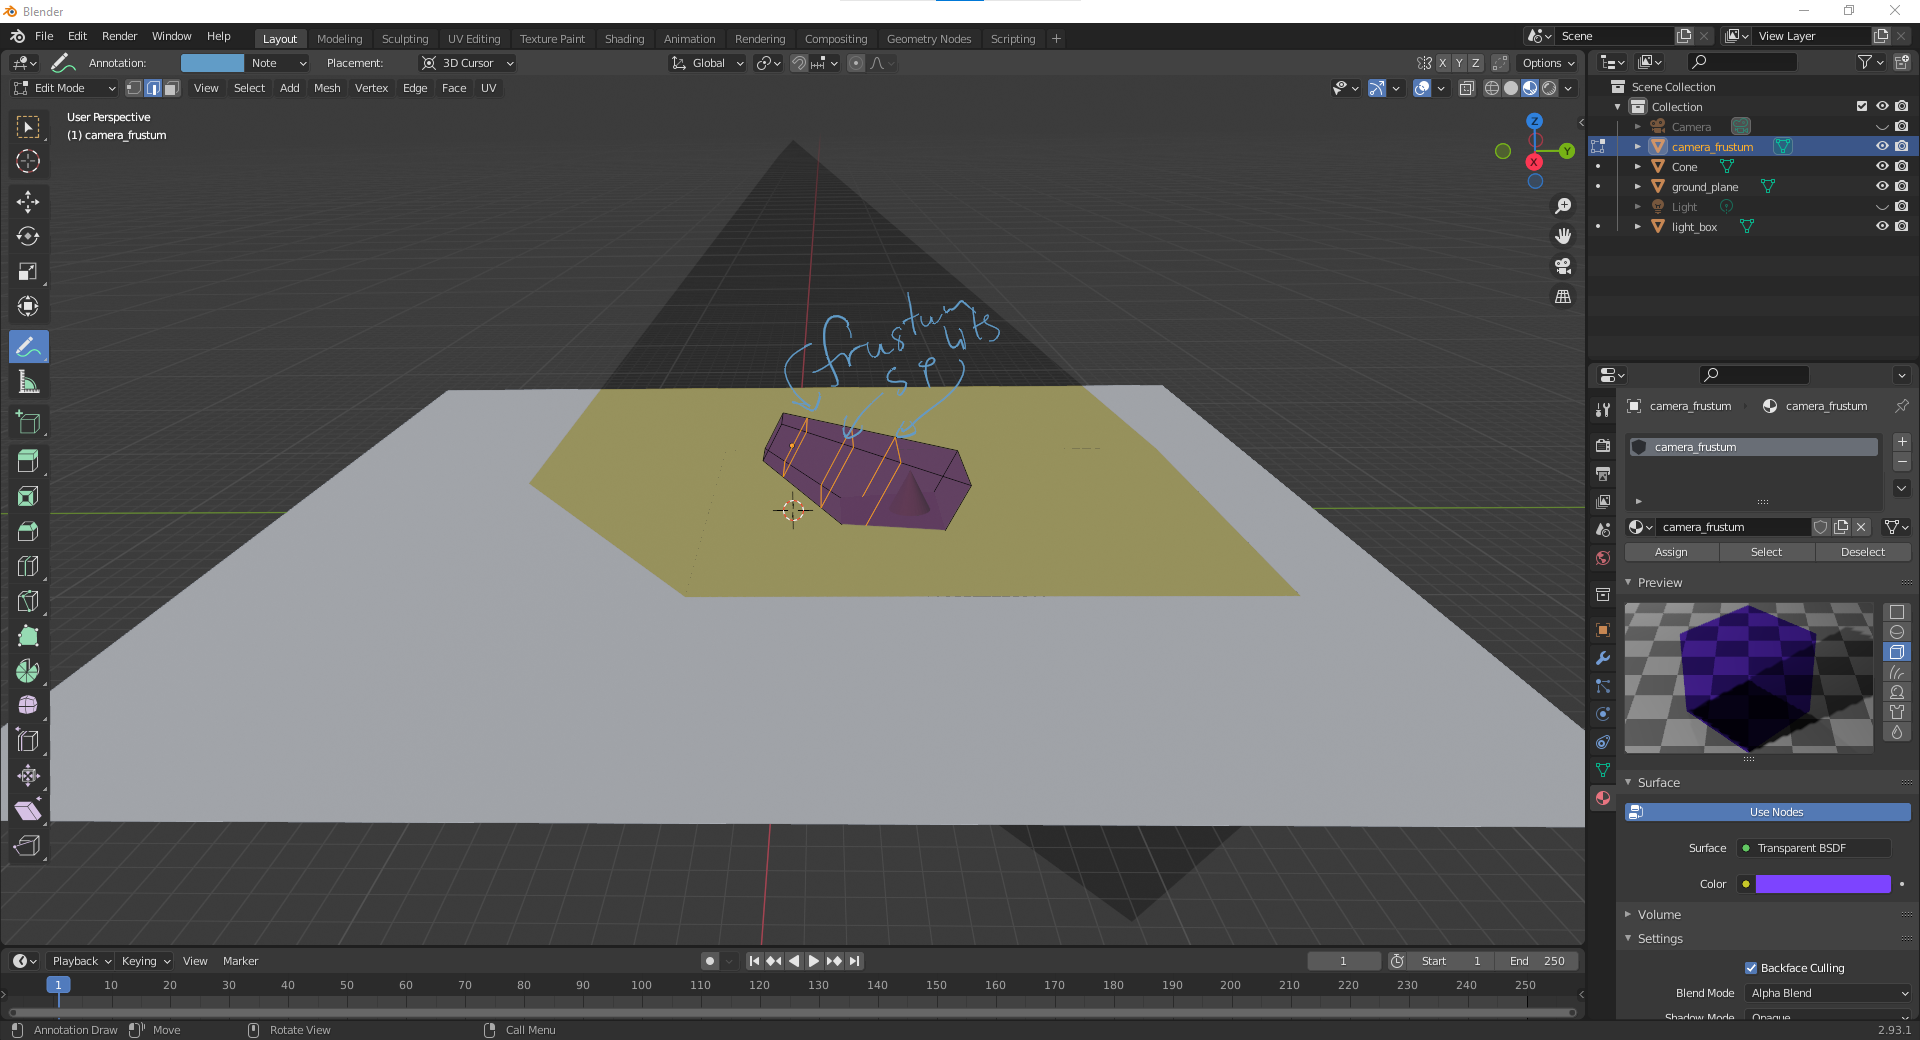 Blender
File Edit Render Window Help Layout Modeling Sculpting UV Editing Texture Paint Shading Animation Rendering Compositing Geometry Nodes Scripting + Scene View Layer
Annotation: Note Placement: 3D Cursor Global X Y Z Options
Edit Mode View Select Add Mesh Vertex Edge Face UV
User Perspective
(1) camera_frustum
Z
Y
X
frustum
splits
Scene Collection
Collection
Camera
camera_frustum
Cone
ground_plane
Light
light_box
camera_frustum camera_frustum
camera_frustum
camera_frustum
Assign Select Deselect
Preview
Surface
Use Nodes
Surface Transparent BSDF
Color
Volume
Settings
Backface Culling
Blend Mode Alpha Blend
Shadow Mode Opaque
Playback Keying View Marker 1 Start 1 End 250
1 10 20 30 40 50 60 70 80 90 100 110 120 130 140 150 160 170 180 190 200 210 220 230 240 250
Annotation Draw Move Rotate View Call Menu 2.93.1